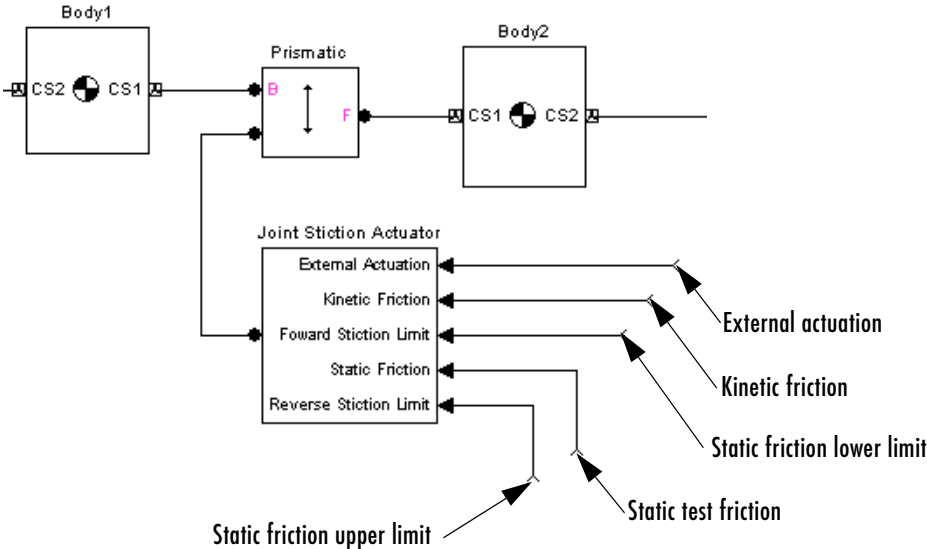 Body1
CS2 CS1
Prismatic
B
F
Body2
CS1 CS2
Joint Stiction Actuator
External Actuation
Kinetic Friction
Foward Stiction Limit
Static Friction
Reverse Stiction Limit
External actuation
Kinetic friction
Static friction lower limit
Static test friction
Static friction upper limit